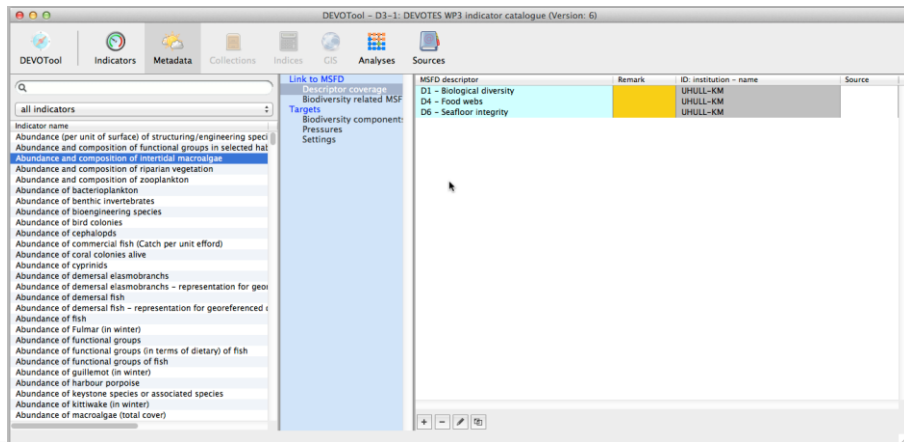 DEVOTool – D3–1: DEVOTES WP3 indicator catalogue (Version: 6)
DEVOTool
Indicators
Metadata
Collections
Indices
GIS
Analyses
Sources
all indicators
Indicator name
Abundance (per unit of surface) of structuring/engineering speci
Abundance and composition of functional groups in selected hat
Abundance and composition of intertidal macroalgae
Abundance and composition of riparian vegetation
Abundance and composition of zooplankton
Abundance of bacterioplankton
Abundance of benthic invertebrates
Abundance of bioengineering species
Abundance of bird colonies
Abundance of cephalopds
Abundance of commercial fish (Catch per unit efford)
Abundance of coral colonies alive
Abundance of cyprinids
Abundance of demersal elasmobranchs
Abundance of demersal elasmobranchs – representation for geor
Abundance of demersal fish
Abundance of demersal fish – representation for georeferenced c
Abundance of fish
Abundance of Fulmar (in winter)
Abundance of functional groups
Abundance of functional groups (in terms of dietary) of fish
Abundance of functional groups of fish
Abundance of guillemot (in winter)
Abundance of harbour porpoise
Abundance of keystone species or associated species
Abundance of kittiwake (in winter)
Abundance of macroalgae (total cover)
Link to MSFD
Descriptor coverage
Biodiversity related MSF
Targets
Biodiversity component:
Pressures
Settings
MSFD descriptor Remark ID: institution – name Source
D1 – Biological diversity UHULL–KM
D4 – Food webs UHULL–KM
D6 – Seafloor integrity UHULL–KM